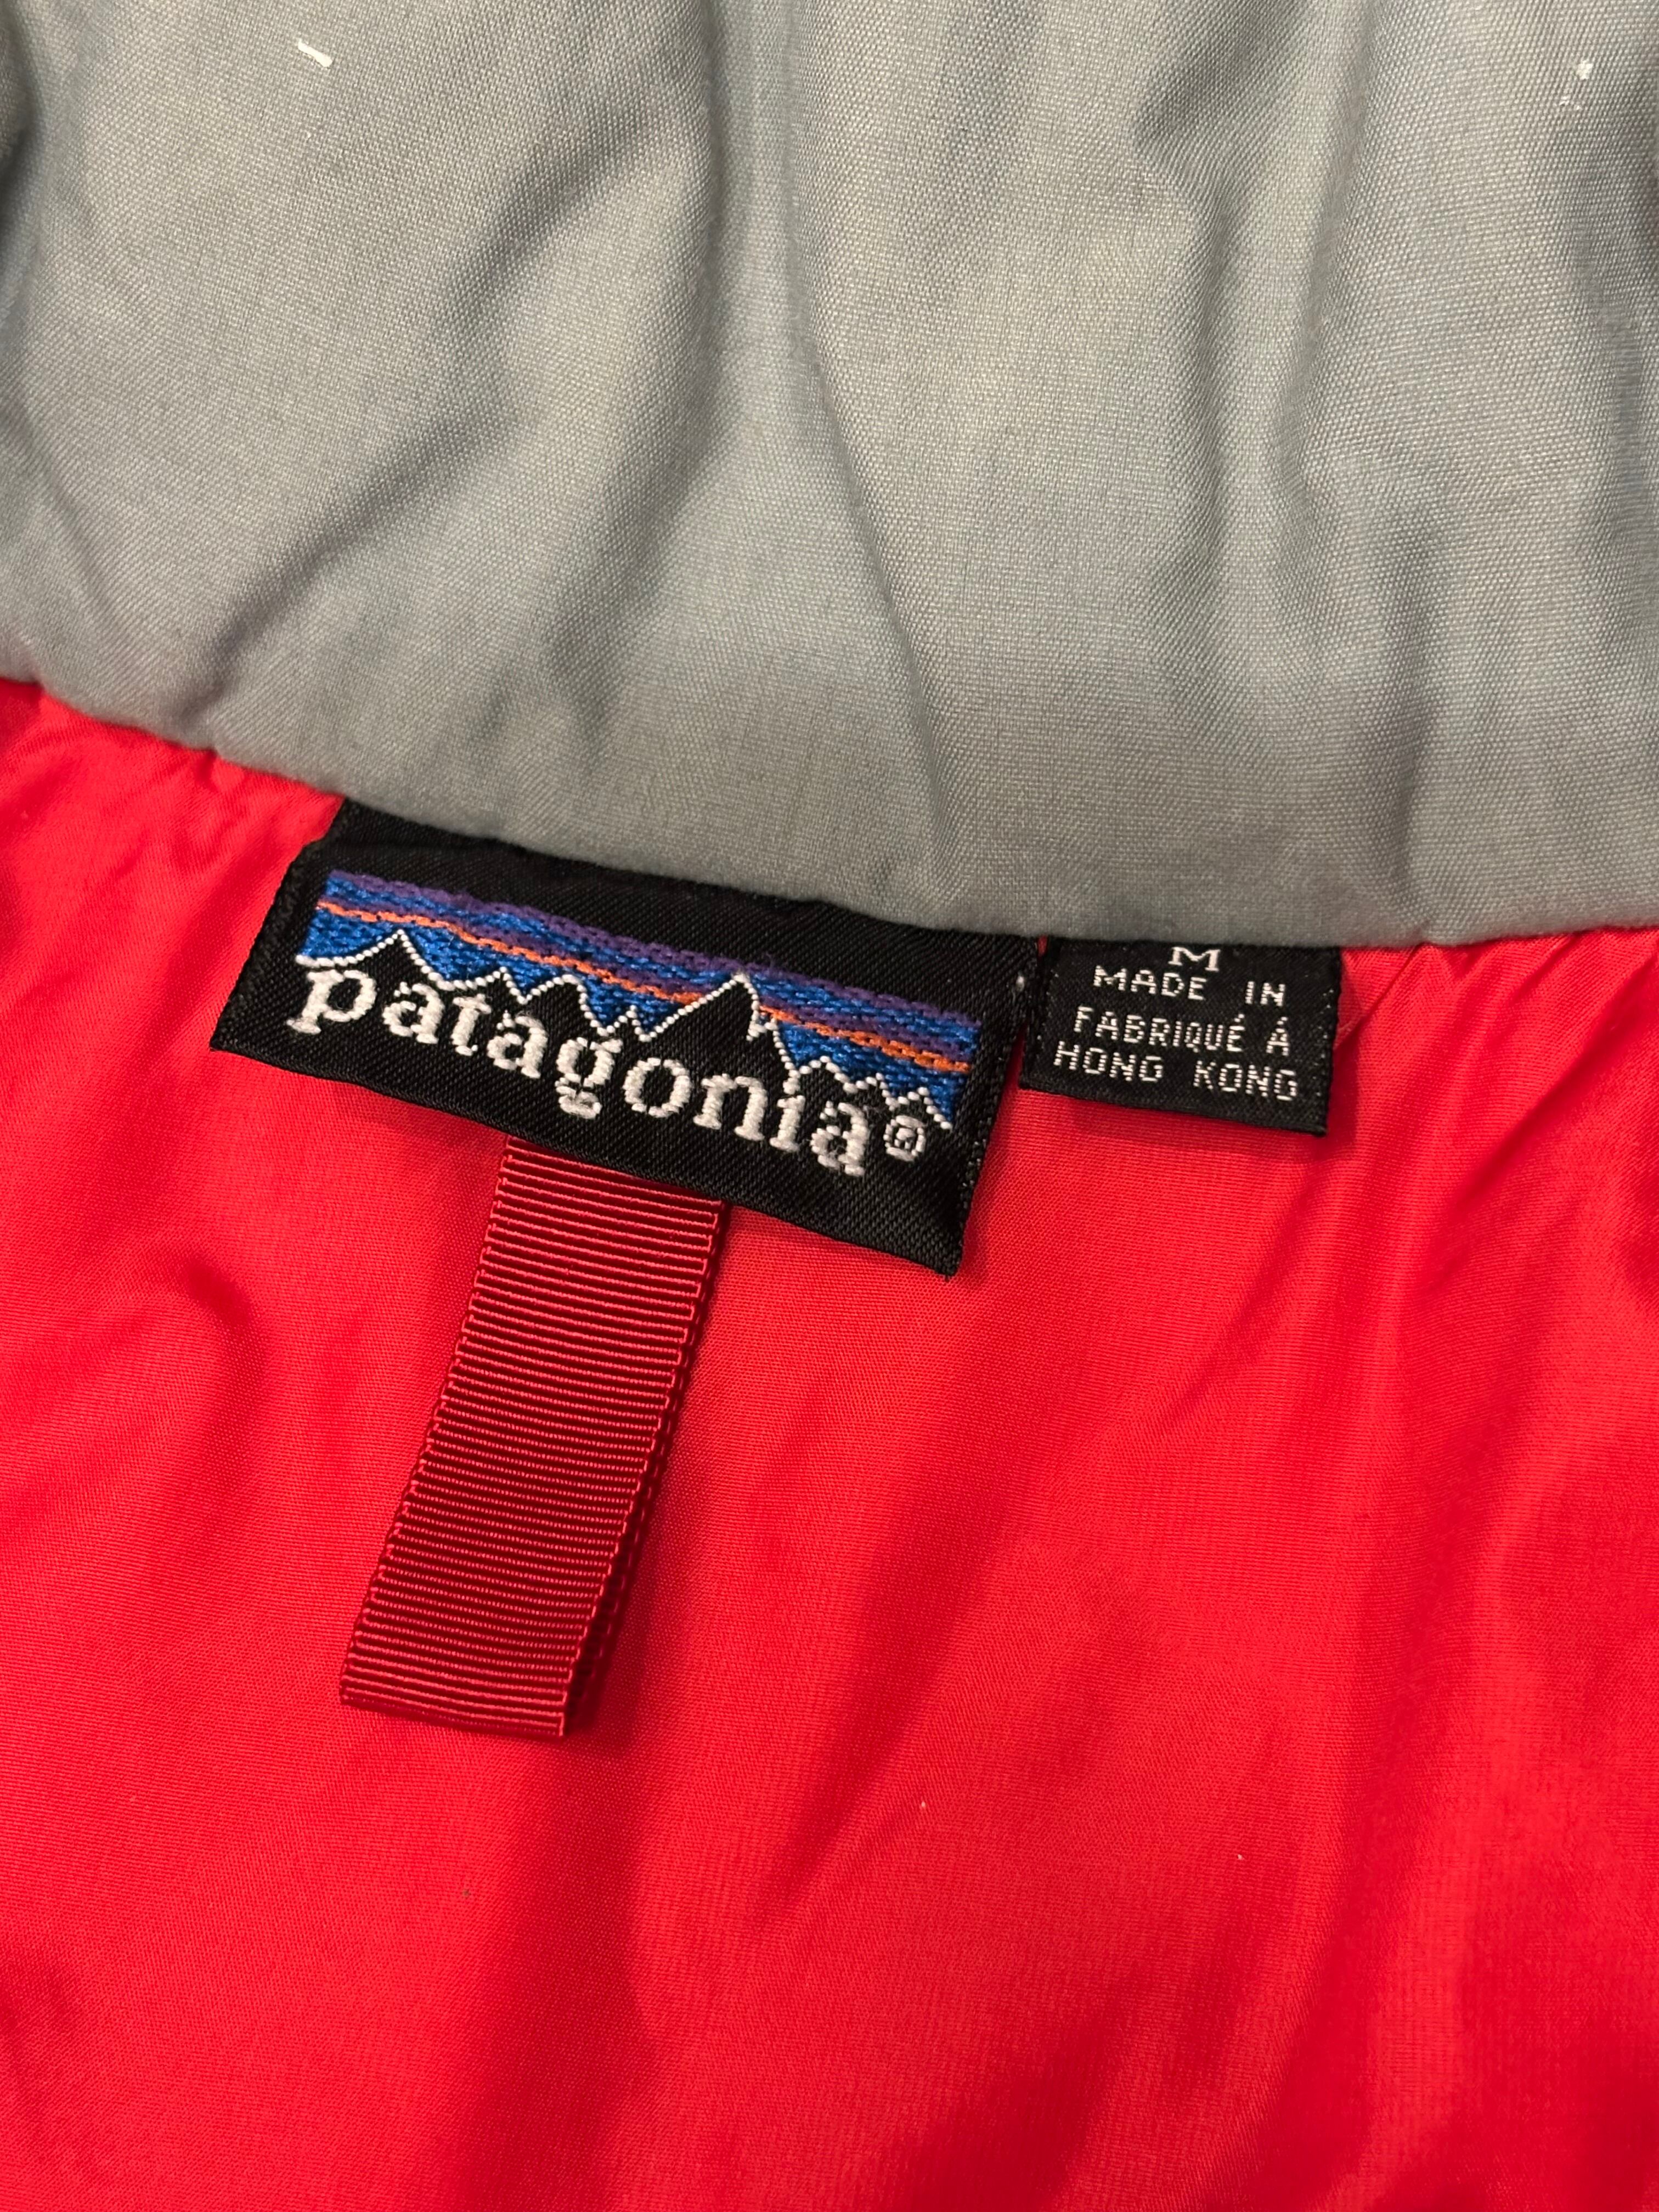 patagonia®
M
MADE IN
FABRIQUÉ À
HONG KONG